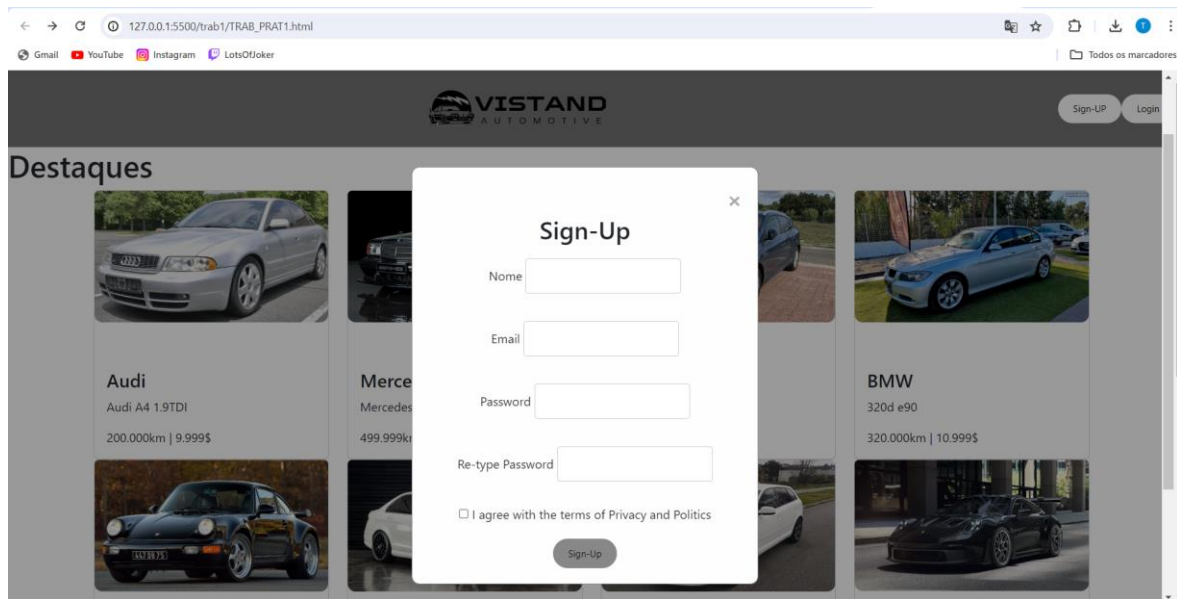 127.0.0.1:5500/trab1/TRAB_PRAT1.html
Gmail YouTube Instagram LotsOfJoker Todos os marcadores
VISTAND
AUTOMOTIVE
Sign-UP Login
Destaques
×
Sign-Up
Nome
Email
Password
Re-type Password
I agree with the terms of Privacy and Politics
Sign-Up
Audi Merce BMW
Audi A4 1.9TDI Mercedes 320d e90
200.000km | 9.999$ 499.999k 320.000km | 10.999$